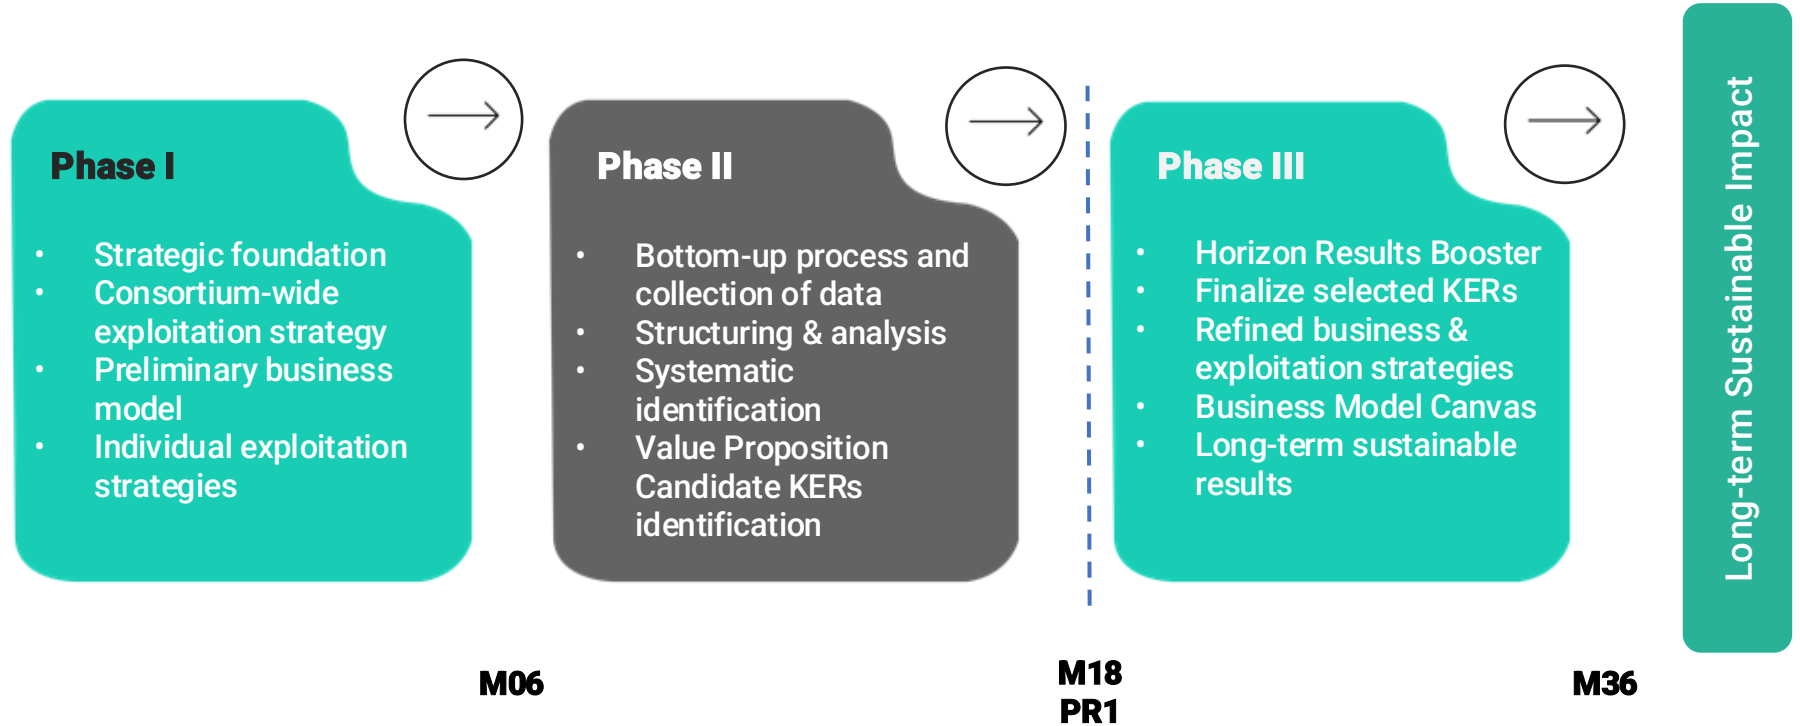 Phase I
• Strategic foundation
• Consortium-wide
exploitation strategy
• Preliminary business
model
• Individual exploitation
strategies
Phase II
• Bottom-up process and
collection of data
• Structuring & analysis
• Systematic
identification
• Value Proposition
Candidate KERs
identification
Phase III
• Horizon Results Booster
• Finalize selected KERs
• Refined business &
exploitation strategies
• Business Model Canvas
• Long-term sustainable
results
Long-term Sustainable Impact
M06
M18
PR1
M36